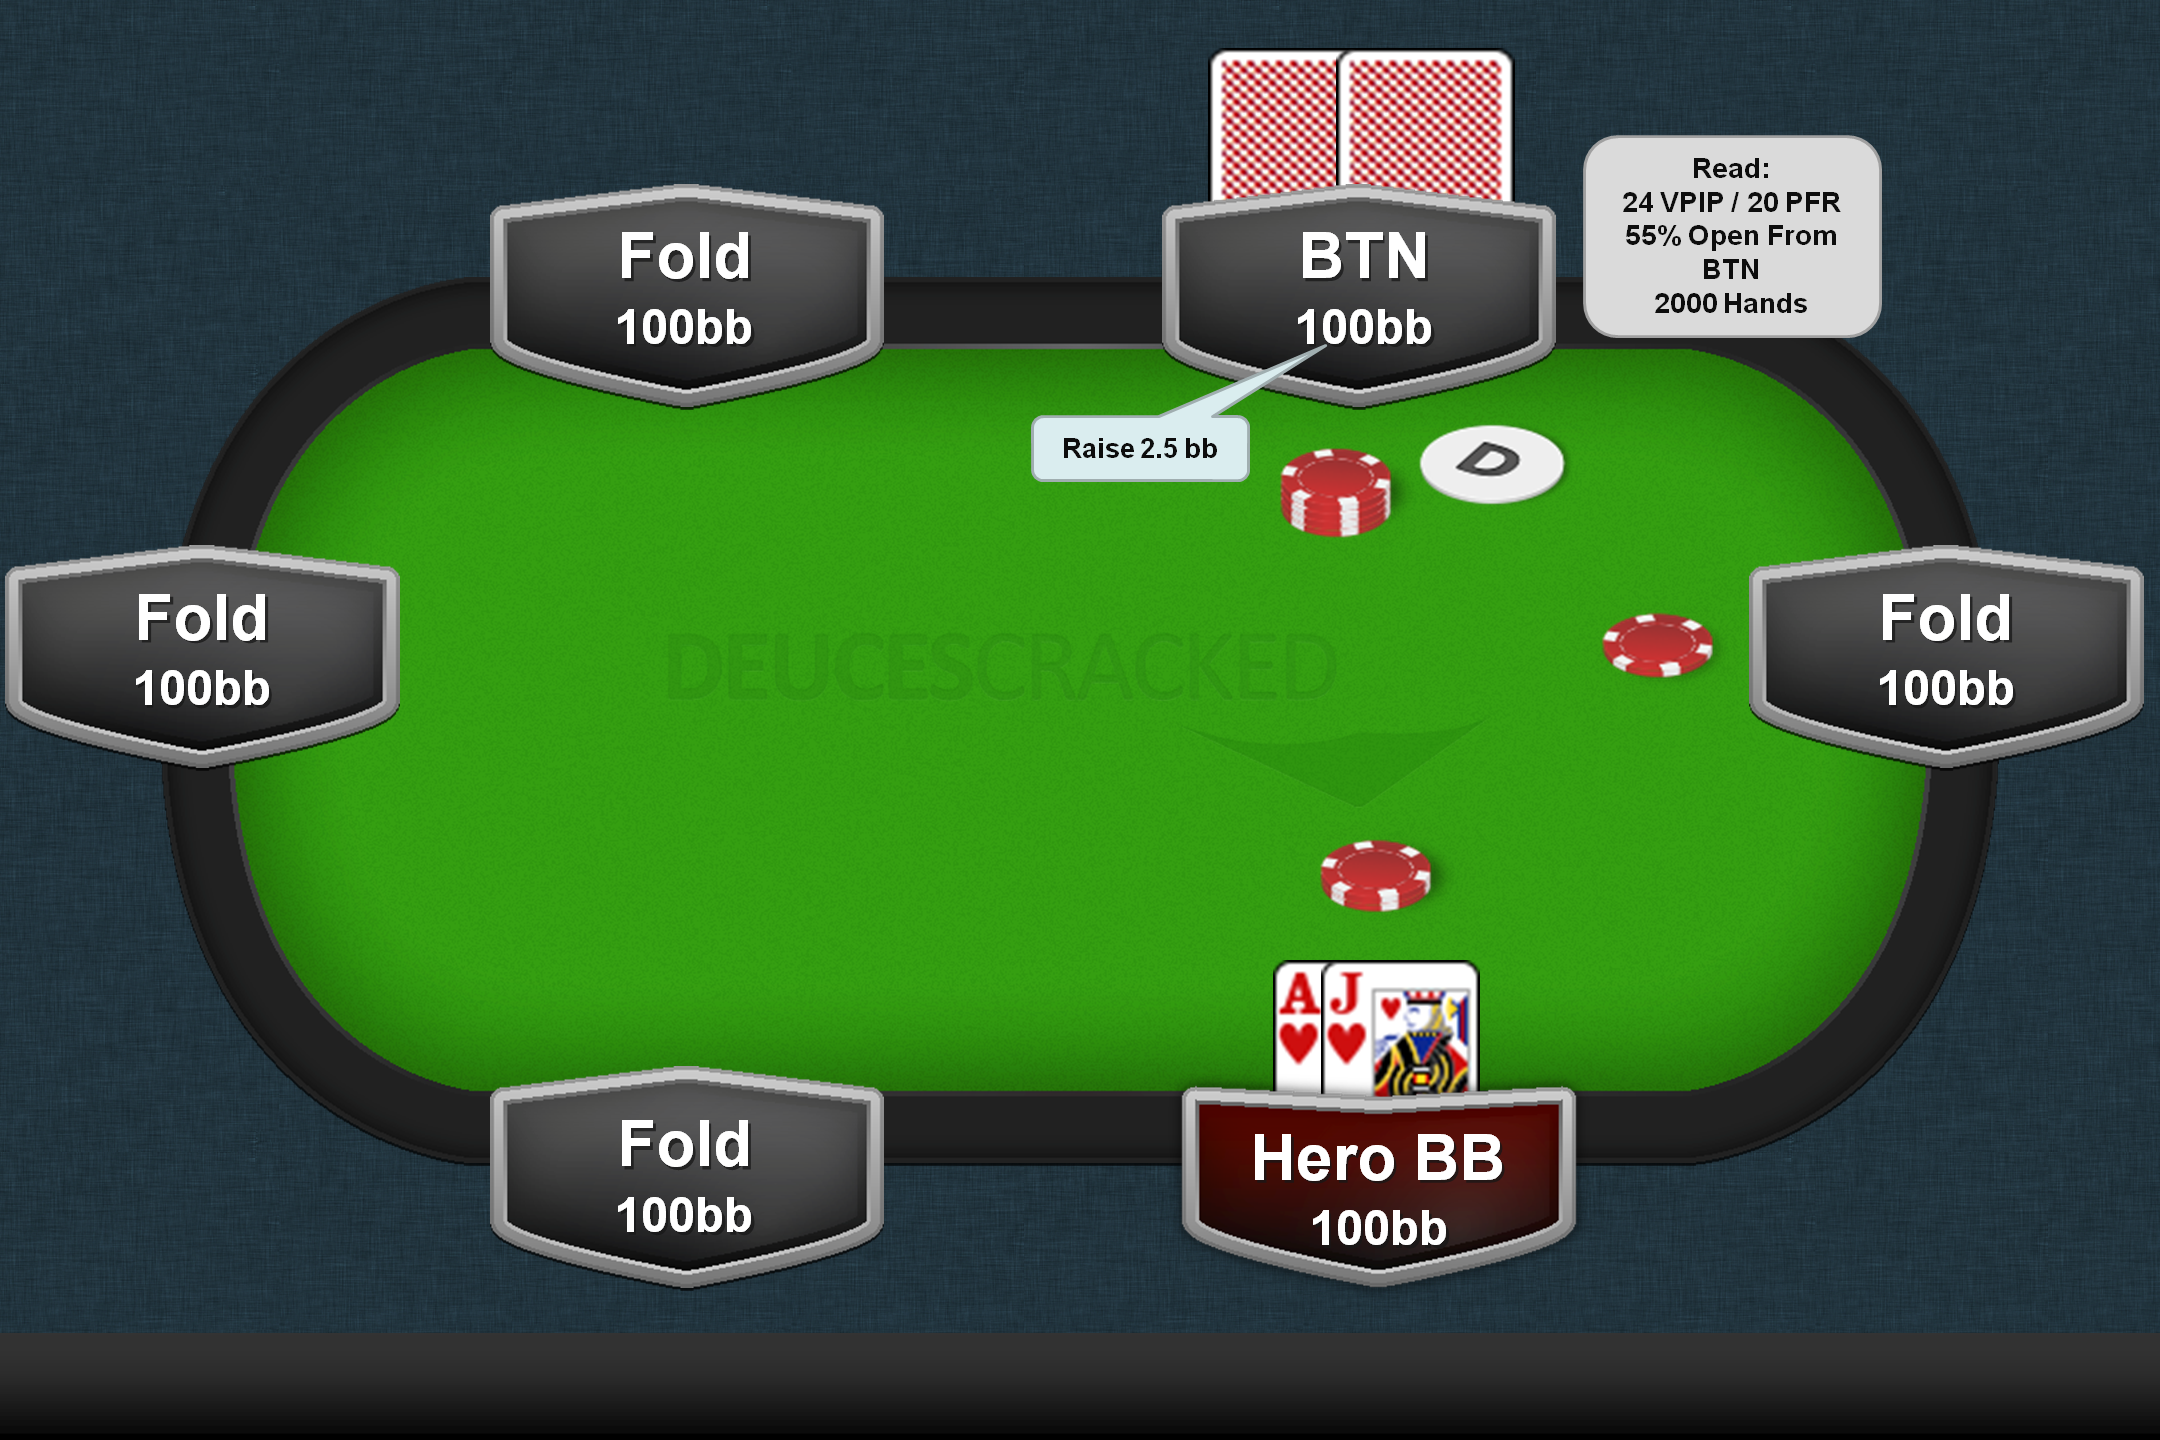 Read:
24 VPIP / 20 PFR
55% Open From
BTN
2000 Hands
Fold
100bb
BTN
100bb
Raise 2.5 bb
D
Fold
100bb
DEUCESCRACKED
Fold
100bb
A J
Fold
100bb
Hero BB
100bb